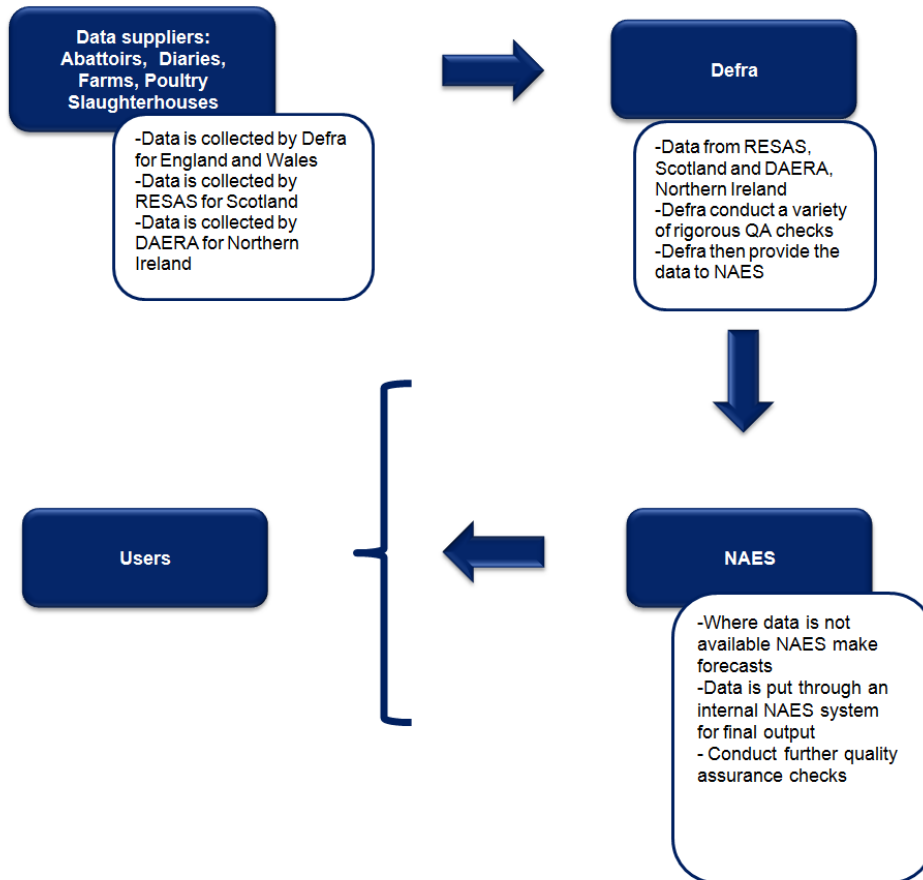 Data suppliers:
Abattoirs, Diaries,
Farms, Poultry
Slaughterhouses
-Data is collected by Defra
for England and Wales
-Data is collected by
RESAS for Scotland
-Data is collected by
DAERA for Northern
Ireland
Defra
-Data from RESAS,
Scotland and DAERA,
Northern Ireland
-Defra conduct a variety
of rigorous QA checks
-Defra then provide the
data to NAES
NAES
-Where data is not
available NAES make
forecasts
-Data is put through an
internal NAES system
for final output
- Conduct further quality
assurance checks
Users